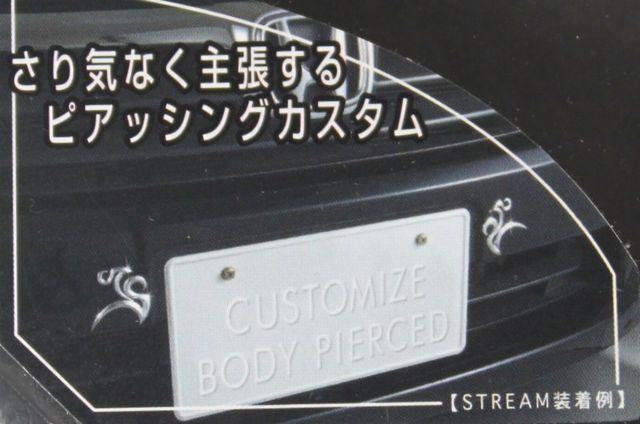 さり気なく主張する
ピアッシングカスタム
CUSTOMIZE
BODY PIERCED
【STREAM装着例】